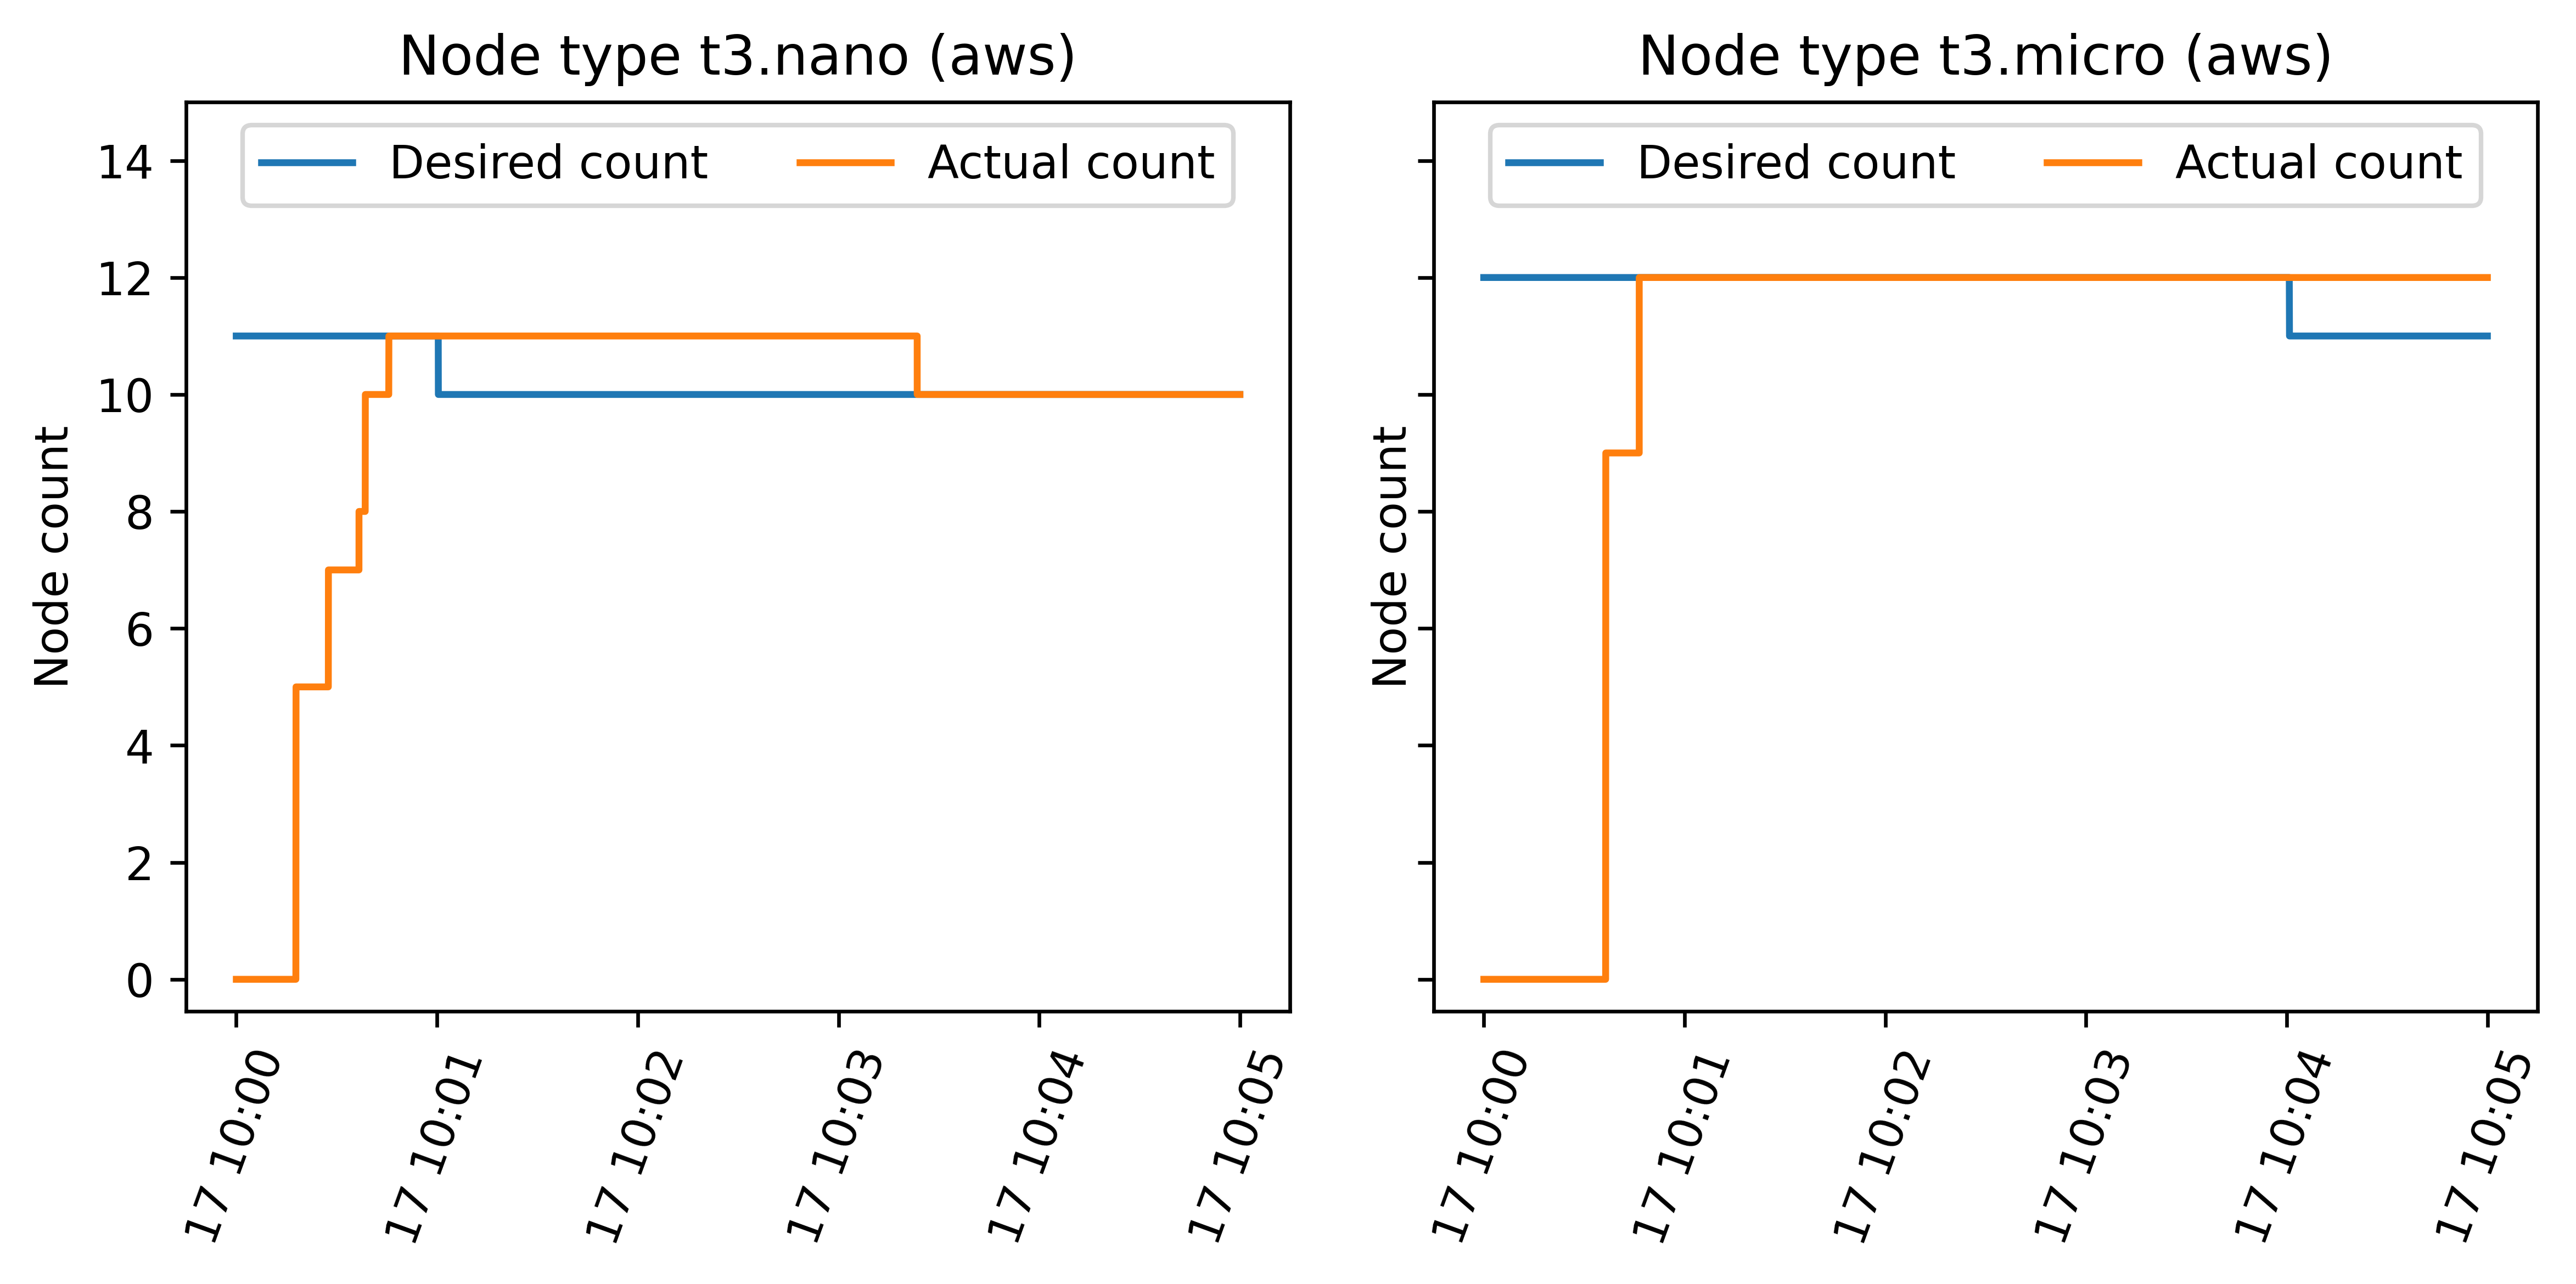 Node type t3.nano (aws)
Desired count
Actual count
Node count
14
12
10
8
6
4
2
0
17 10:00
17 10:01
17 10:02
17 10:03
17 10:04
17 10:05
Node type t3.micro (aws)
Desired count
Actual count
Node count
17 10:00
17 10:01
17 10:02
17 10:03
17 10:04
17 10:05